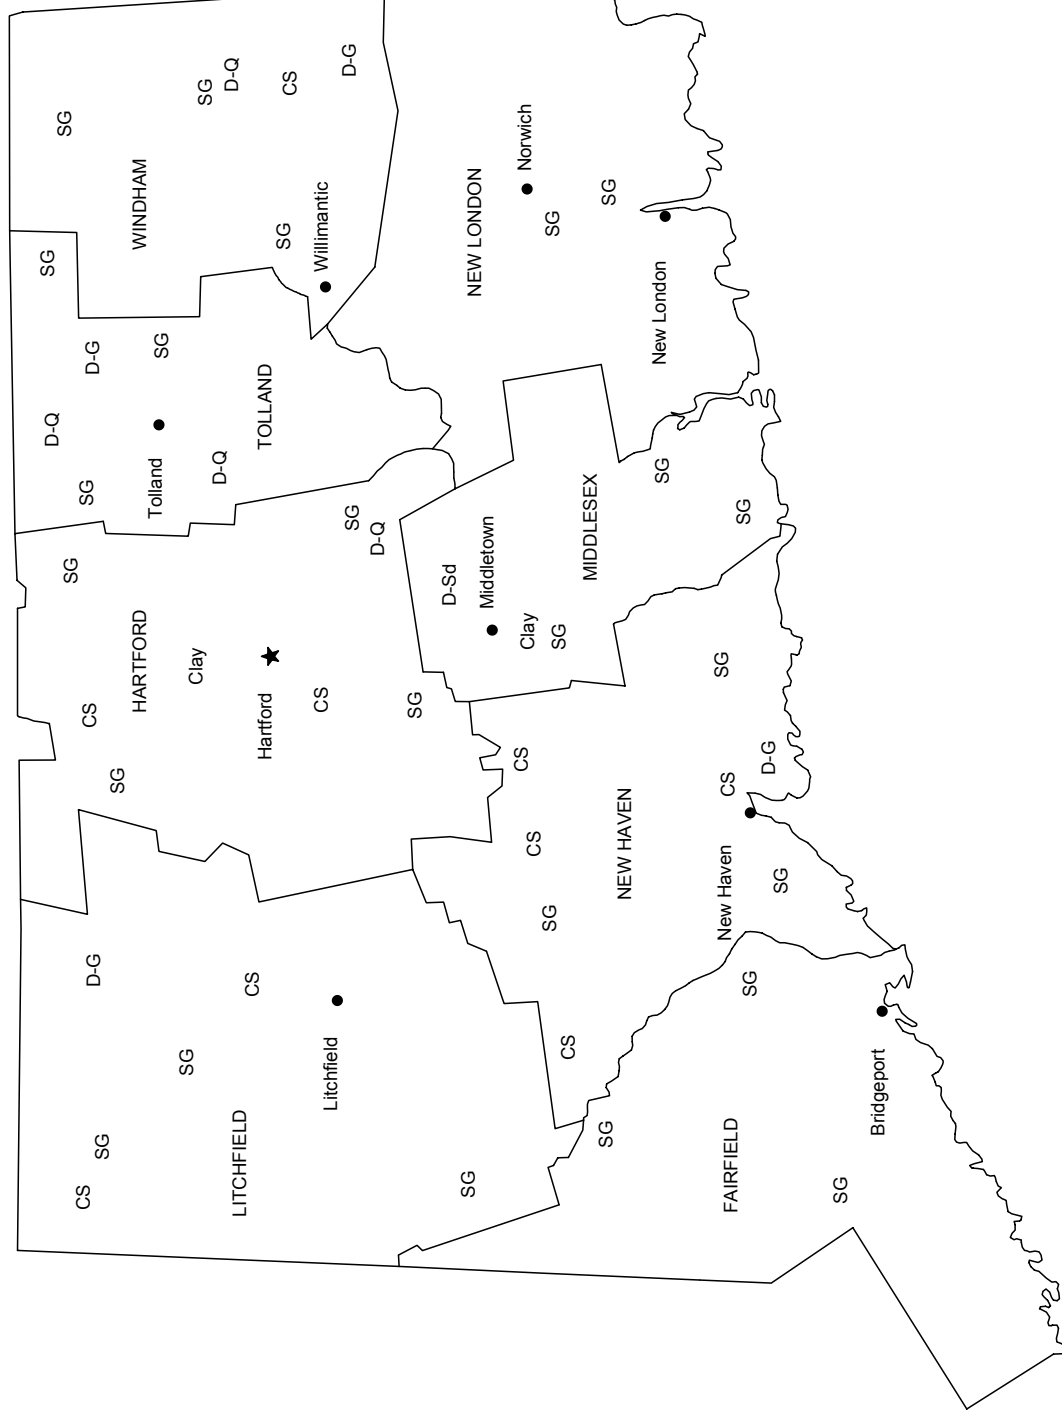 SG
D-Q
SG
SG
CS
SG
CS
D-G
D-G
SG
SG
HARTFORD
WINDHAM
Tolland
SG
SG
Clay
SG
D-Q
D-Q
LITCHFIELD
CS
Hartford
TOLLAND
SG
CS
CS
Willimantic
Litchfield
D-G
SG
D-Q
SG
D-Sd
SG
NEW LONDON
Middletown
CS
Norwich
Clay
CS
SG
SG
SG
CS
MIDDLESEX
SG
SG
NEW HAVEN
New London
SG
SG
New Haven
CS
FAIRFIELD
SG
SG
D-G
SG
SG
Bridgeport